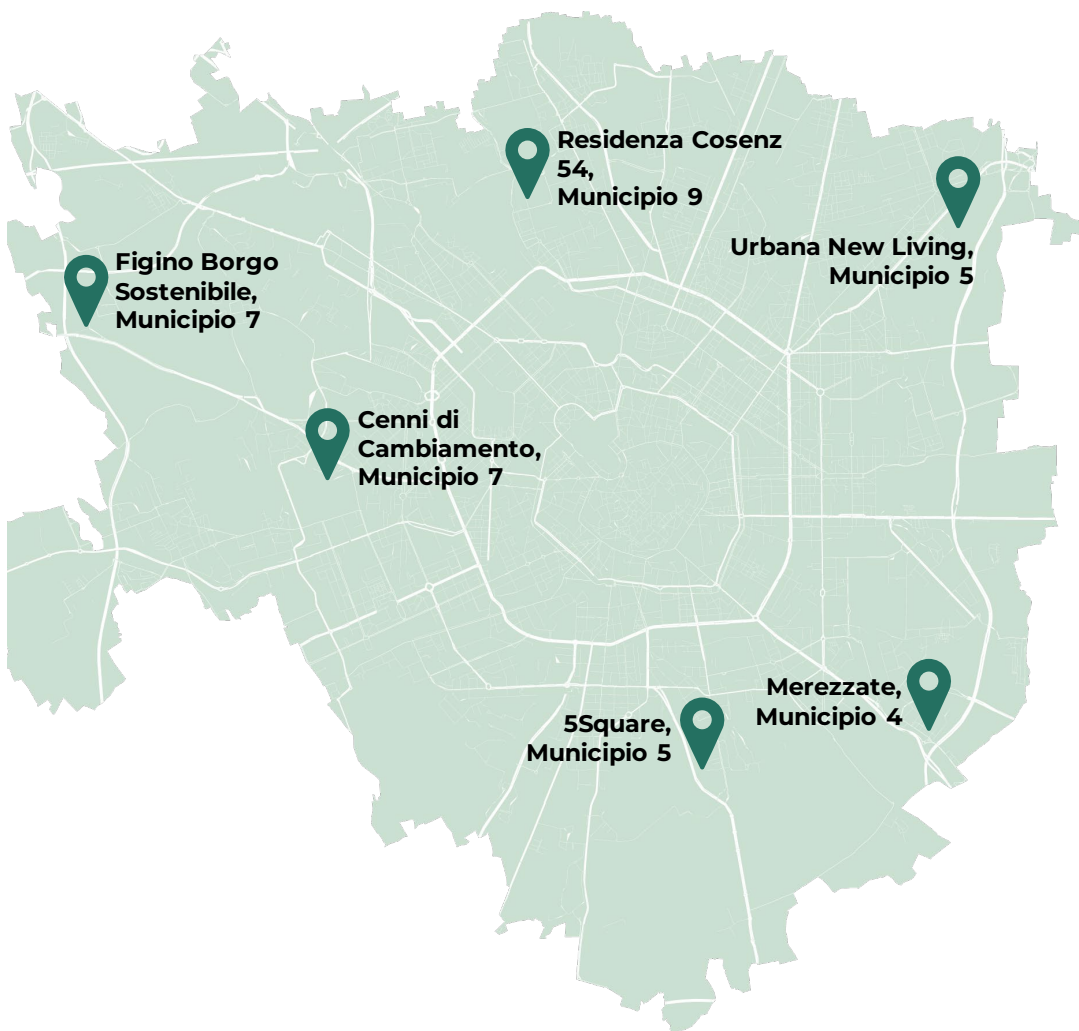 Residenza Cosenz
54,
Municipio 9
Urbana New Living,
Municipio 5
Figino Borgo
Sostenibile,
Municipio 7
Cenni di
Cambiamento,
Municipio 7
Merezzate,
Municipio 4
5Square,
Municipio 5